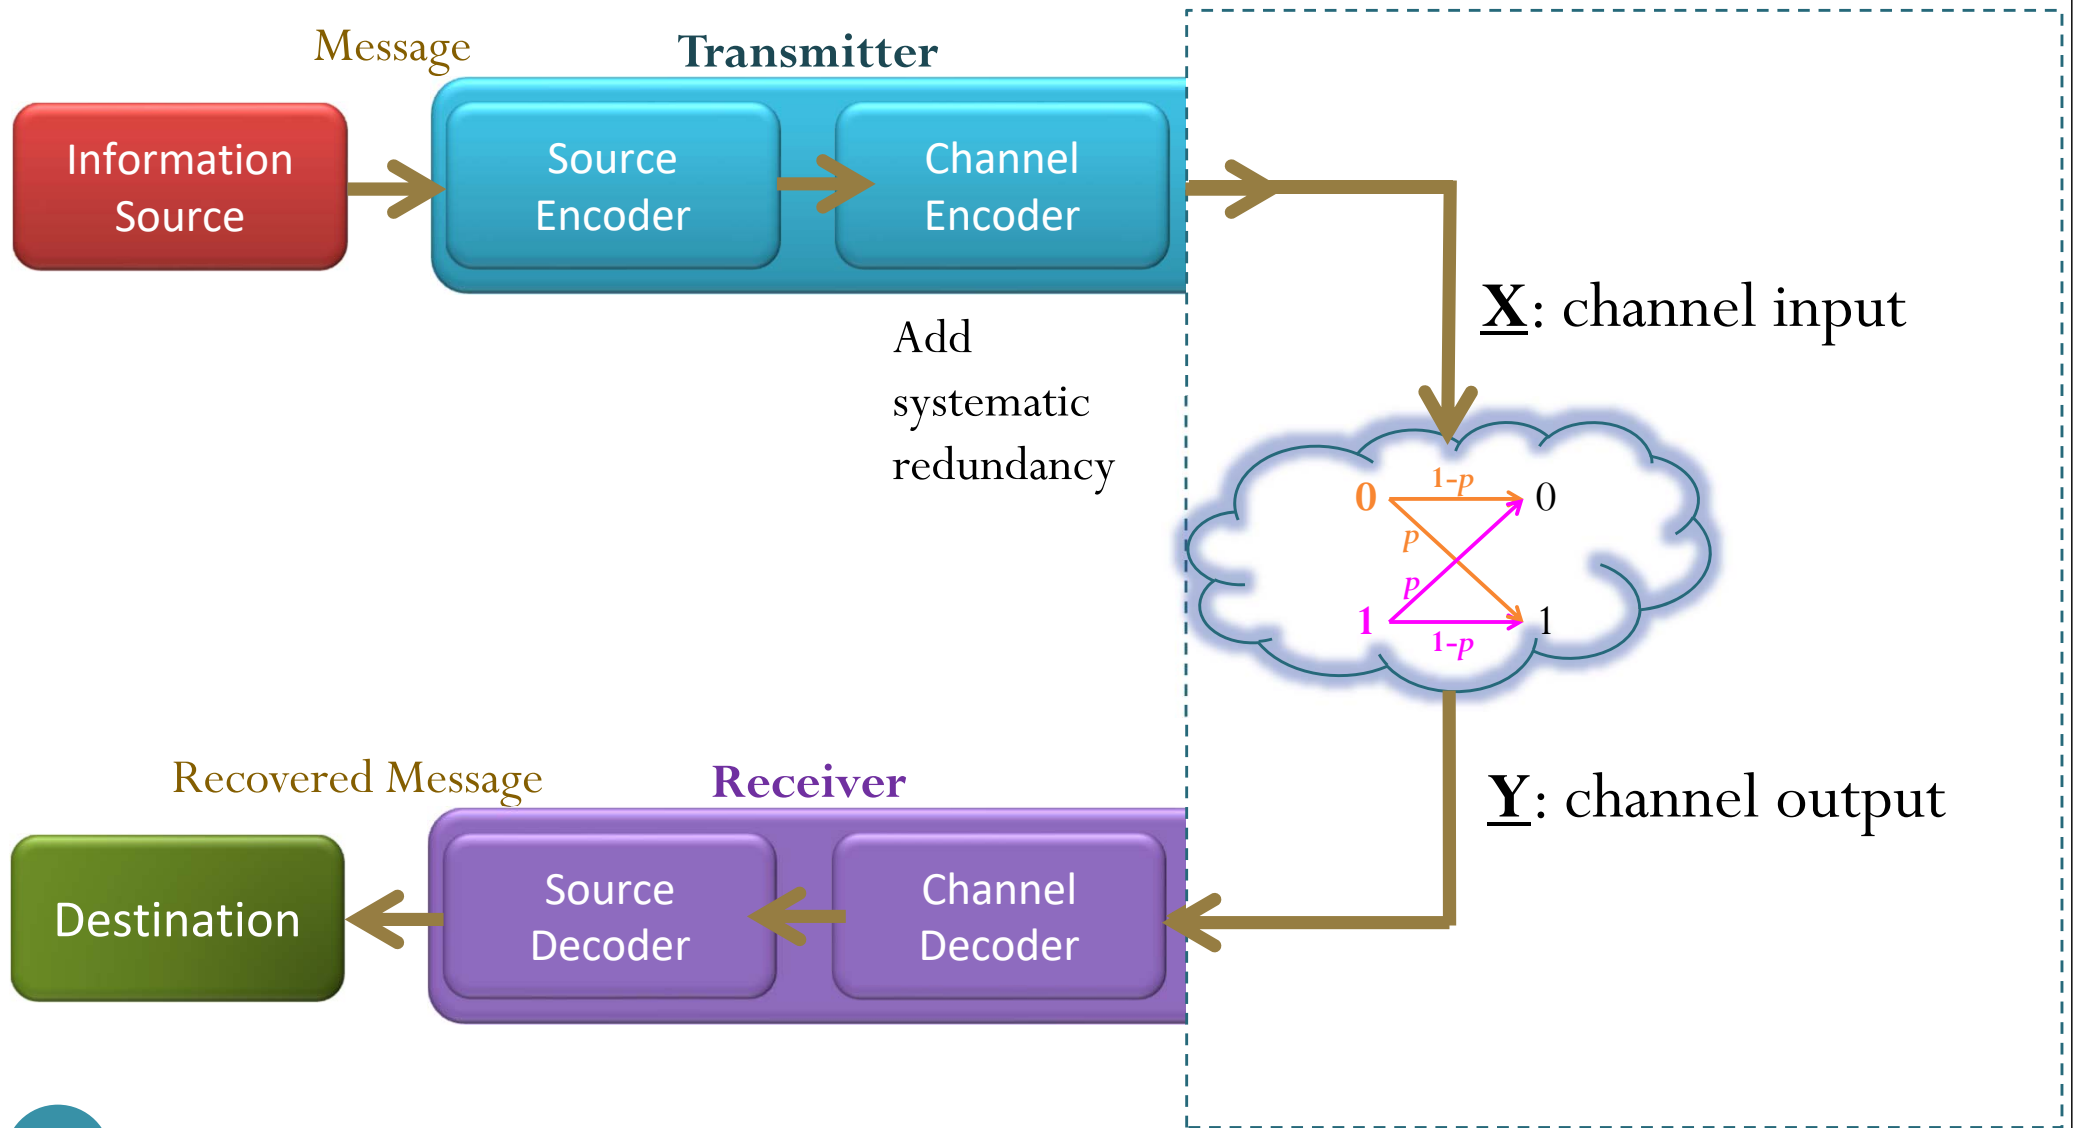 Message
Transmitter
Information
Source
Source
Encoder
Channel
Encoder
Add
systematic
redundancy
X: channel input
0 1-p 0
p
p
1 1
1-p
Y: channel output
Recovered Message
Receiver
Destination
Source
Decoder
Channel
Decoder